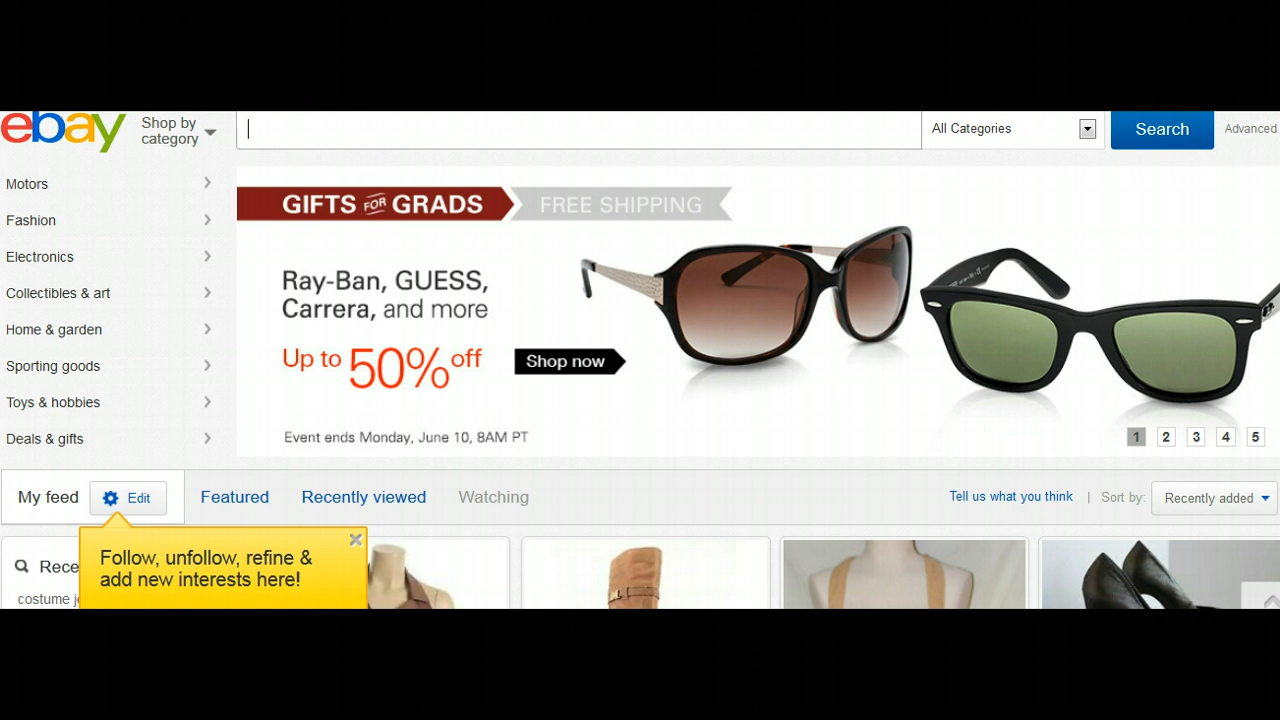 ebay
Shop by
category
All Categories
Search
Advanced
Motors
Fashion
Electronics
Collectibles & art
Home & garden
Sporting goods
Toys & hobbies
Deals & gifts
GIFTS FOR GRADS
FREE SHIPPING
Ray-Ban, GUESS,
Carrera, and more
Up to 50% off
Shop now
Event ends Monday, June 10, 8AM PT
1 2 3 4 5
My feed
Edit
Featured
Recently viewed
Watching
Tell us what you think
| Sort by:
Recently added
Follow, unfollow, refine &
add new interests here!
Rece
costume